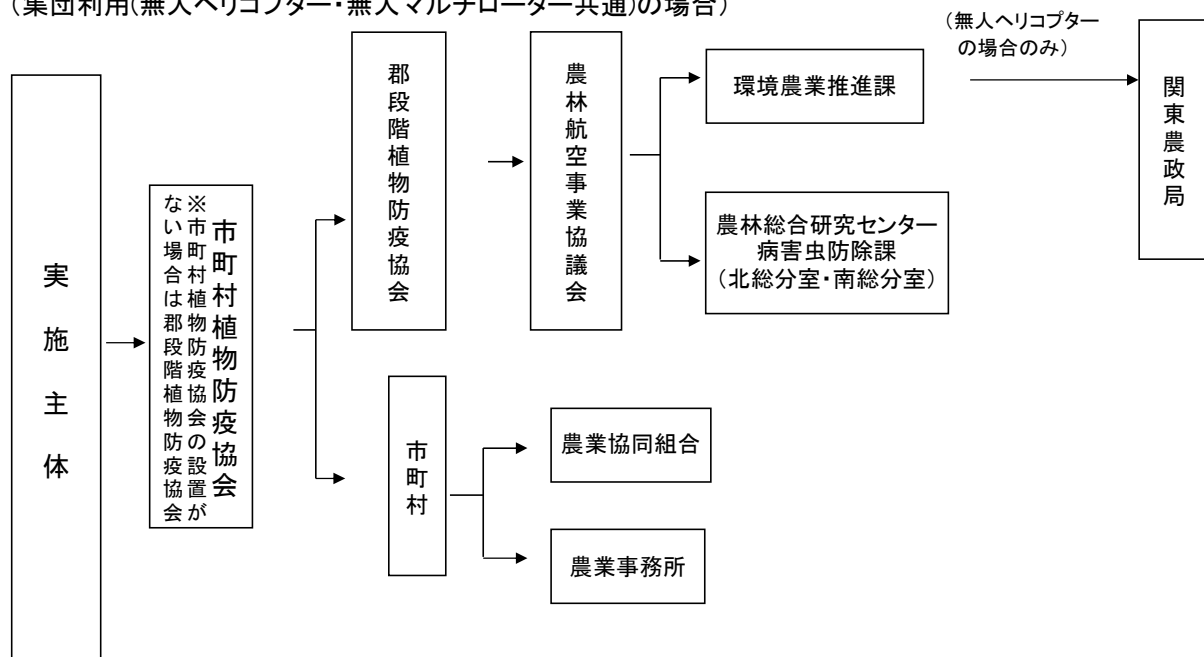 （集団利用(無人ヘリコプター・無人マルチローター共通)の場合）
（無人ヘリコプター
の場合のみ）
実施主体
市町村植物防疫協会
※市町村植物防疫協会の設置が
ない場合は郡段階植物防疫協会
郡段階植物防疫協会
農林航空事業協議会
環境農業推進課
農林総合研究センター
病害虫防除課
（北総分室・南総分室）
関東農政局
市町村
農業協同組合
農業事務所